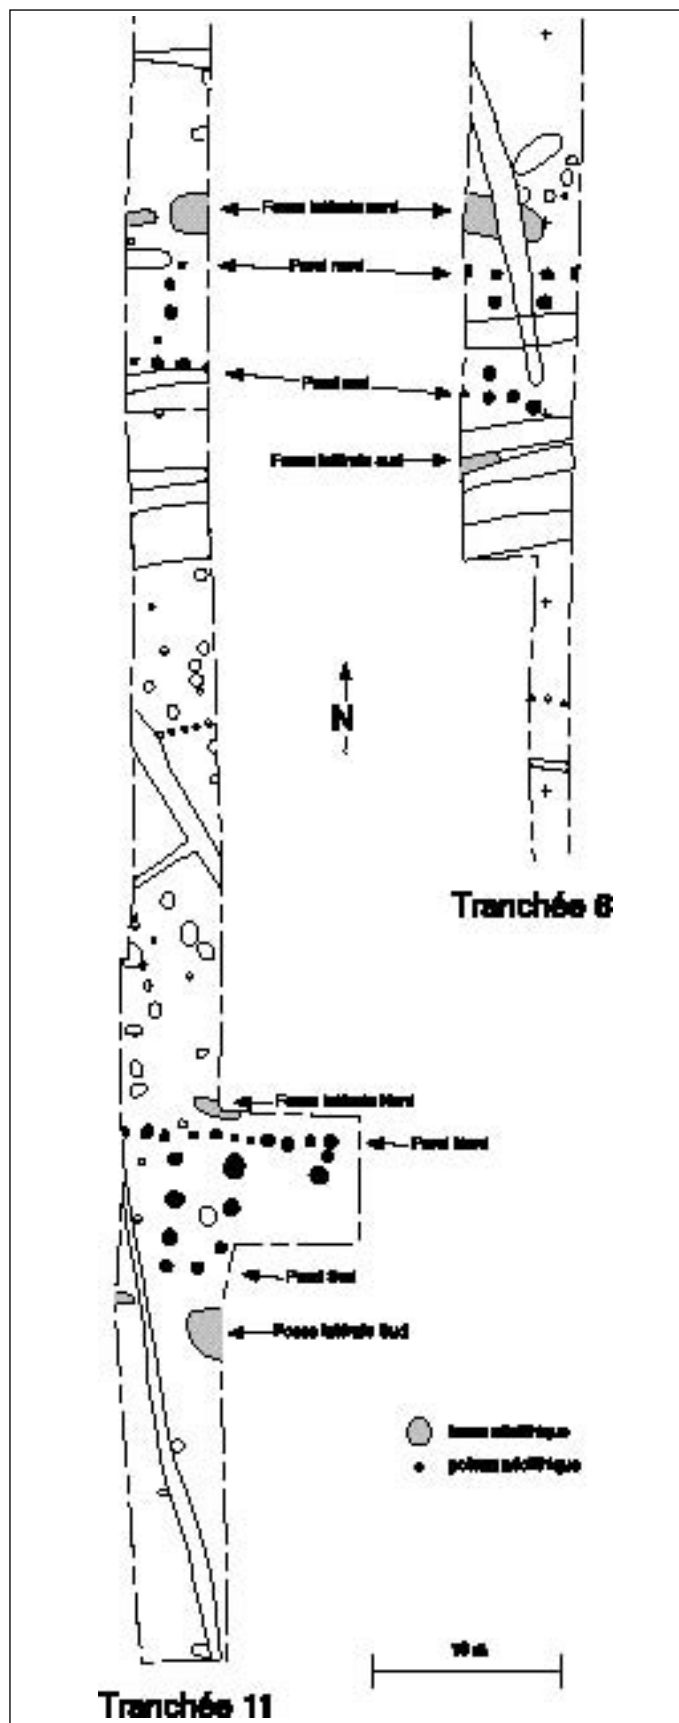 Fosse latérale nord
Paroi nord
Paroi sud
Fosse latérale sud
N
Tranchée 6
Fosse latérale Nord
Paroi Nord
Paroi Sud
Fosse latérale Sud
fosse néolithique
poteau néolithique
10 m
Tranchée 11